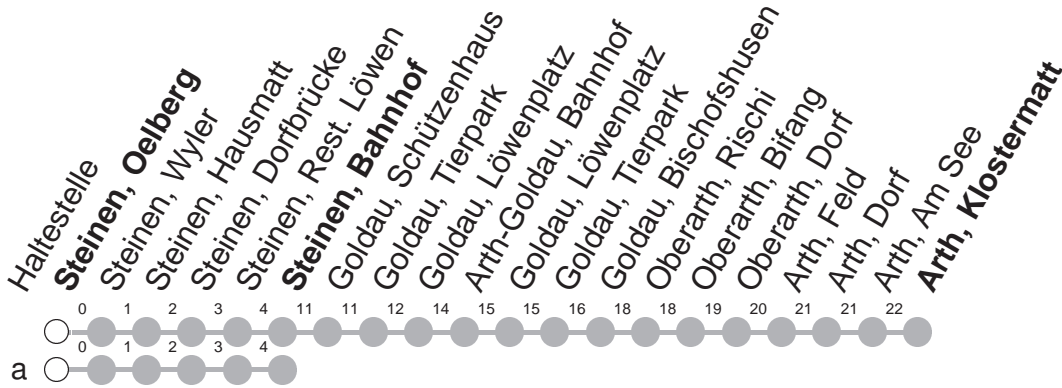 Haltestelle
Steinen, Oelberg
Steinen, Wyler
Steinen, Hausmatt
Steinen, Dorfbrücke
Steinen, Rest. Löwen
Steinen, Bahnhof
Goldau, Schützenhaus
Goldau, Tierpark
Goldau, Löwenplatz
Arth-Goldau, Bahnhof
Goldau, Löwenplatz
Goldau, Tierpark
Goldau, Bischofshusen
Oberarth, Rischi
Oberarth, Bifang
Oberarth, Dorf
Arth, Feld
Arth, Dorf
Arth, Am See
Arth, Klostermatt
0 1 2 3 4 11 11 12 14 15 15 16 18 18 19 20 21 21 22
0 1 2 3 4
a